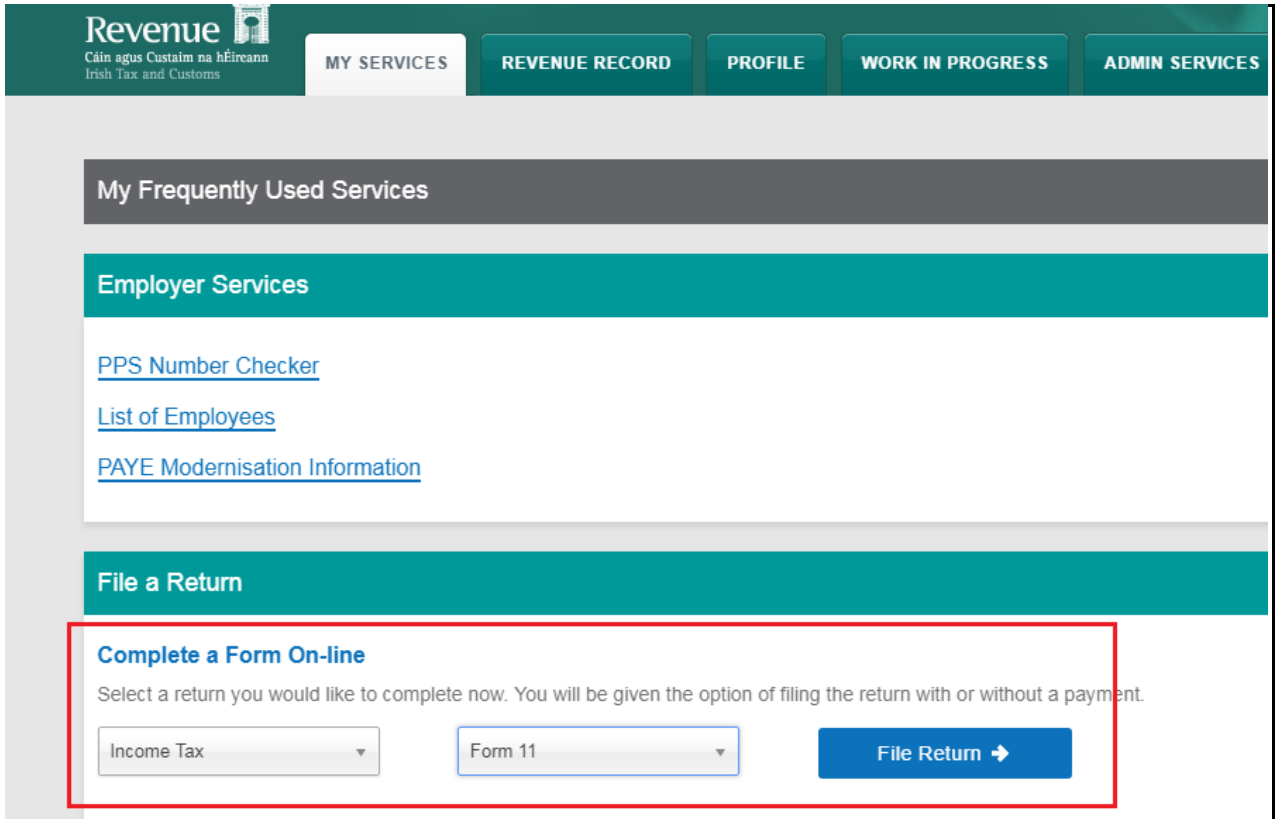 Revenue
Cáin agus Custaim na hÉireann
Irish Tax and Customs
MY SERVICES
REVENUE RECORD
PROFILE
WORK IN PROGRESS
ADMIN SERVICES
My Frequently Used Services
Employer Services
PPS Number Checker
List of Employees
PAYE Modernisation Information
File a Return
Complete a Form On-line
Select a return you would like to complete now. You will be given the option of filing the return with or without a payment.
Income Tax
Form 11
File Return